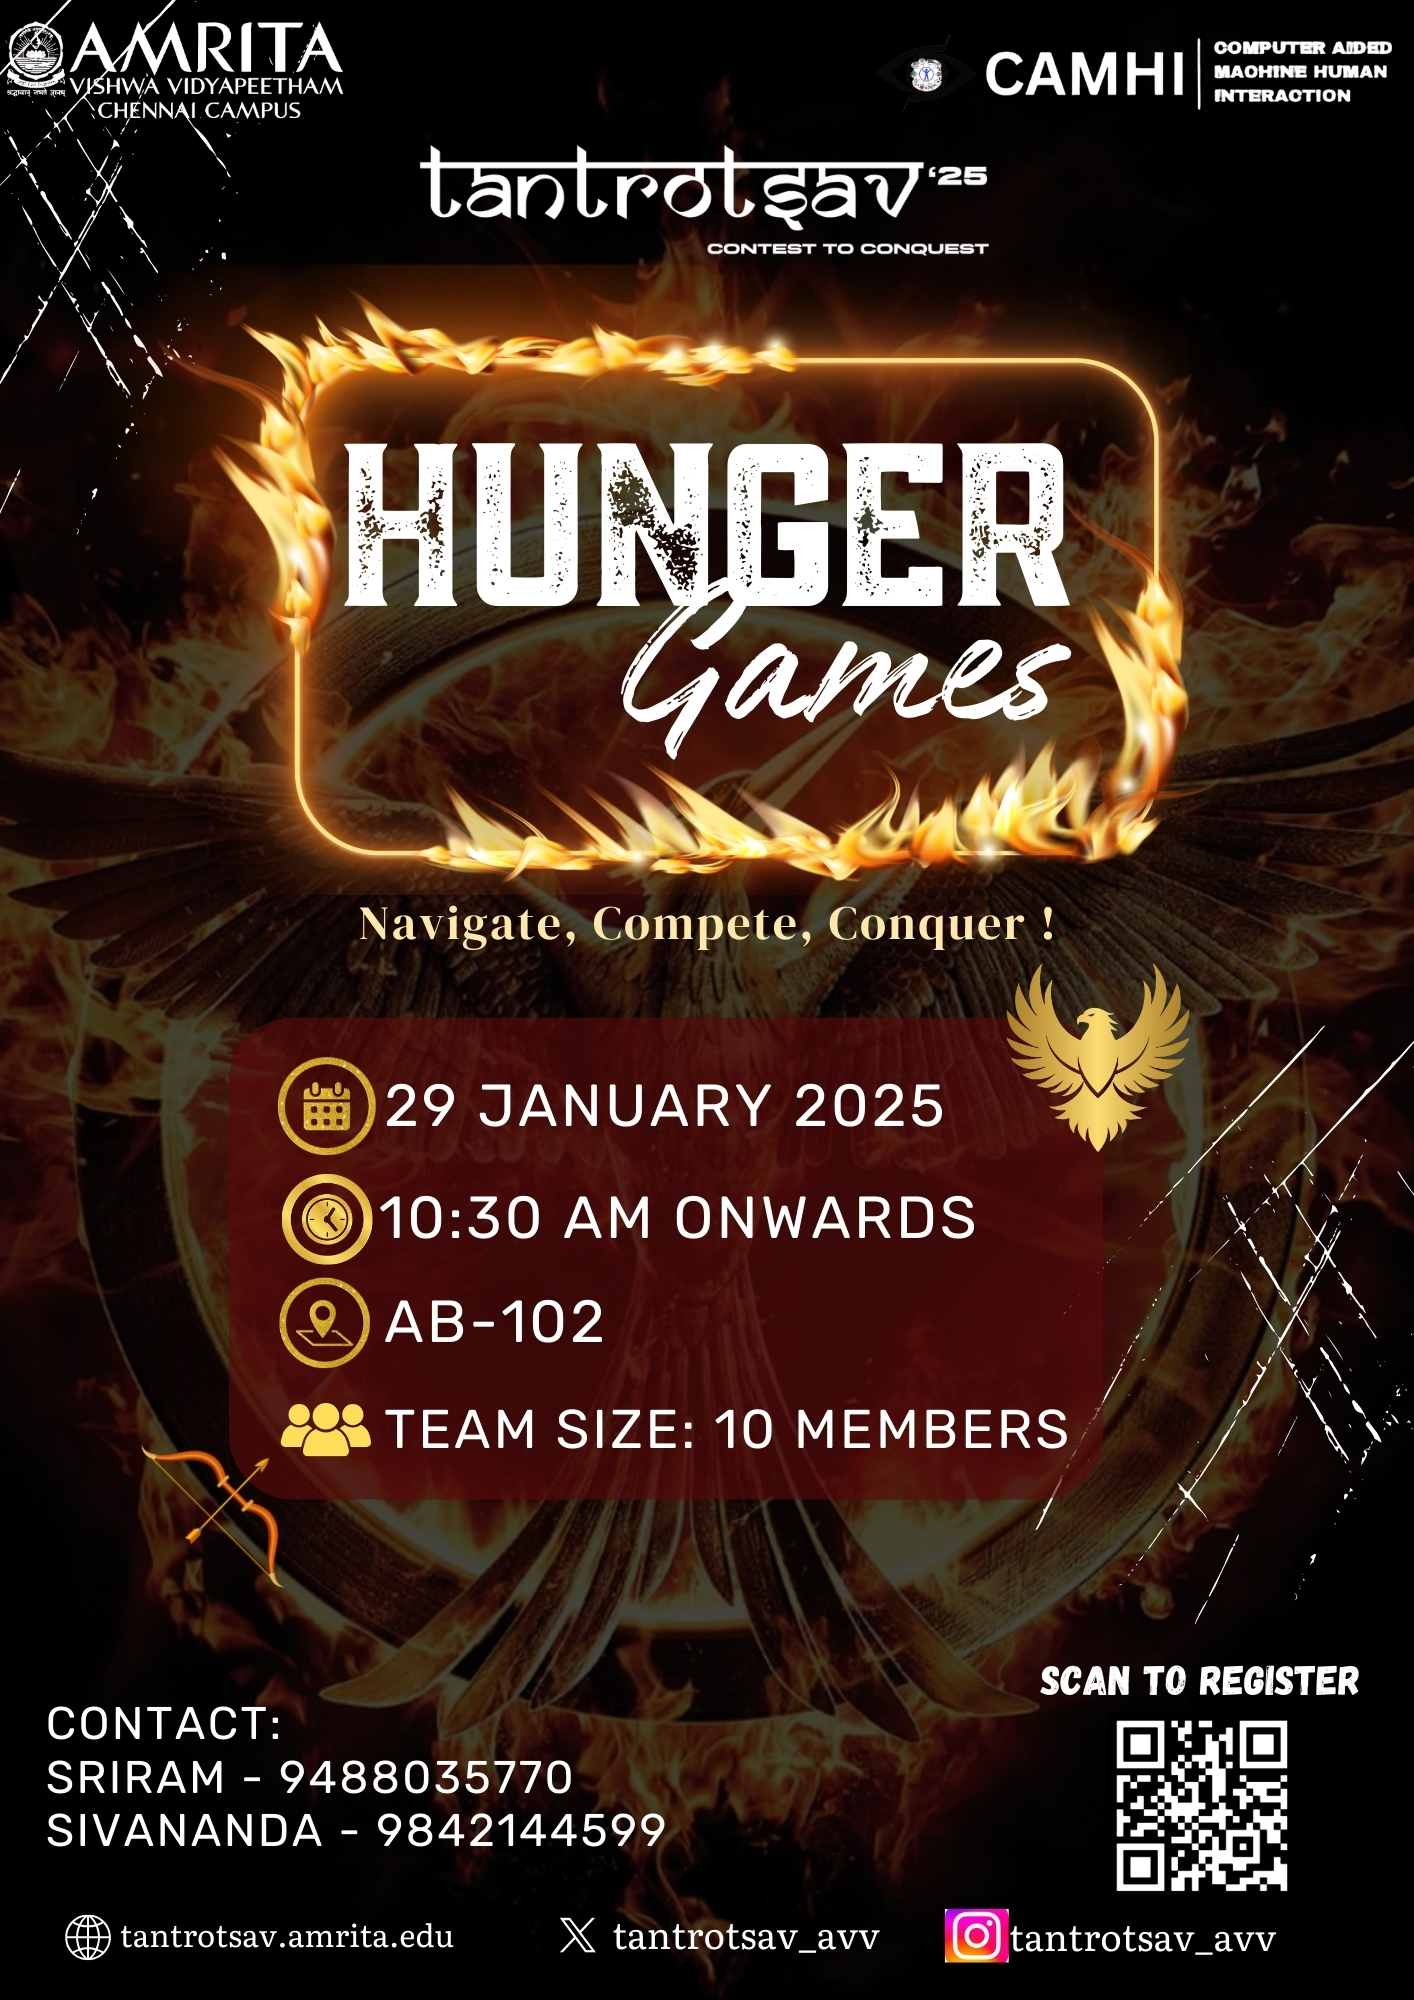 AMRITA
VISHWA VIDYAPEETHAM
CHENNAI CAMPUS
CAMHI
COMPUTER AIDED
MACHINE HUMAN
INTERACTION
tantrotsav '25
CONTEST TO CONQUEST
HUNGER
Games
Navigate, Compete, Conquer !
29 JANUARY 2025
10:30 AM ONWARDS
AB-102
TEAM SIZE: 10 MEMBERS
SCAN TO REGISTER
CONTACT:
SRIRAM - 9488035770
SIVANANDA - 9842144599
tantrotsav.amrita.edu
tantrotsav_avv
tantrotsav_avv